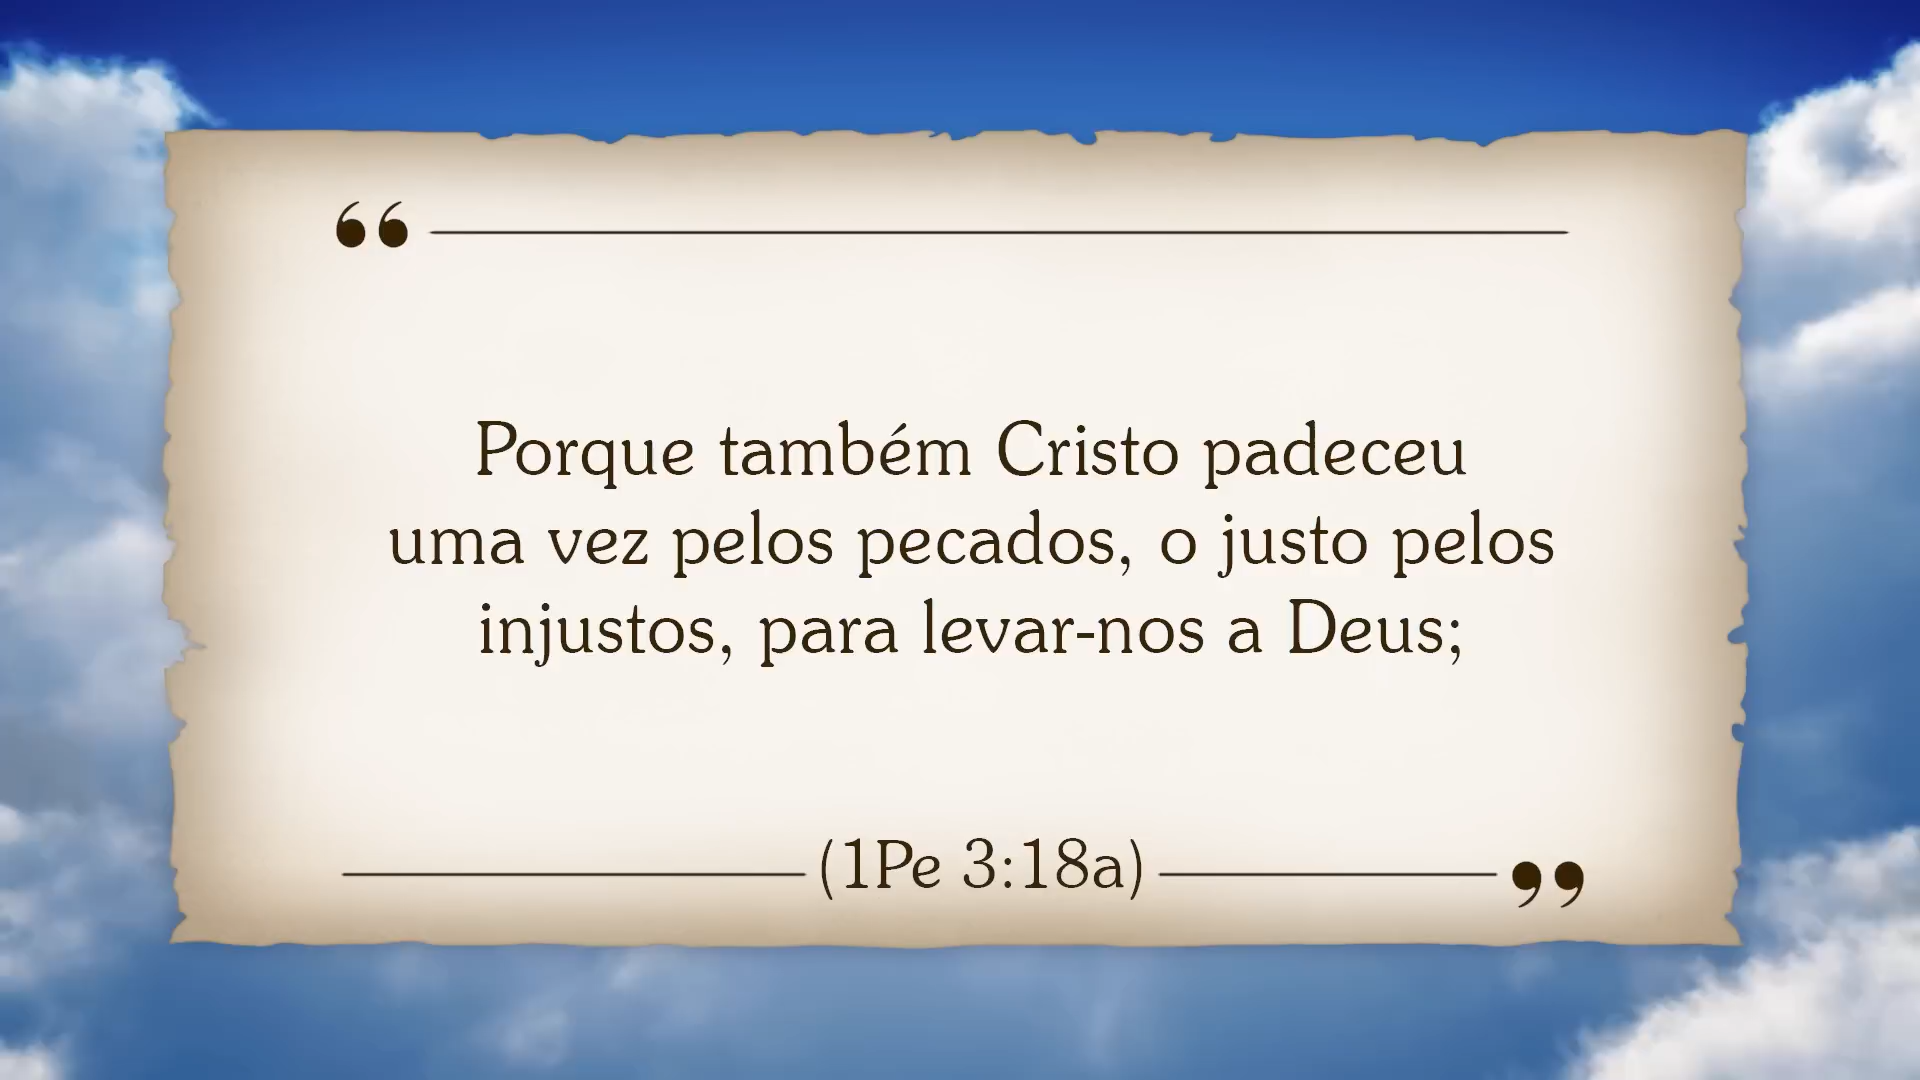 “
Porque também Cristo padeceu
uma vez pelos pecados, o justo pelos
injustos, para levar-nos a Deus;
(1Pe 3:18a)
”